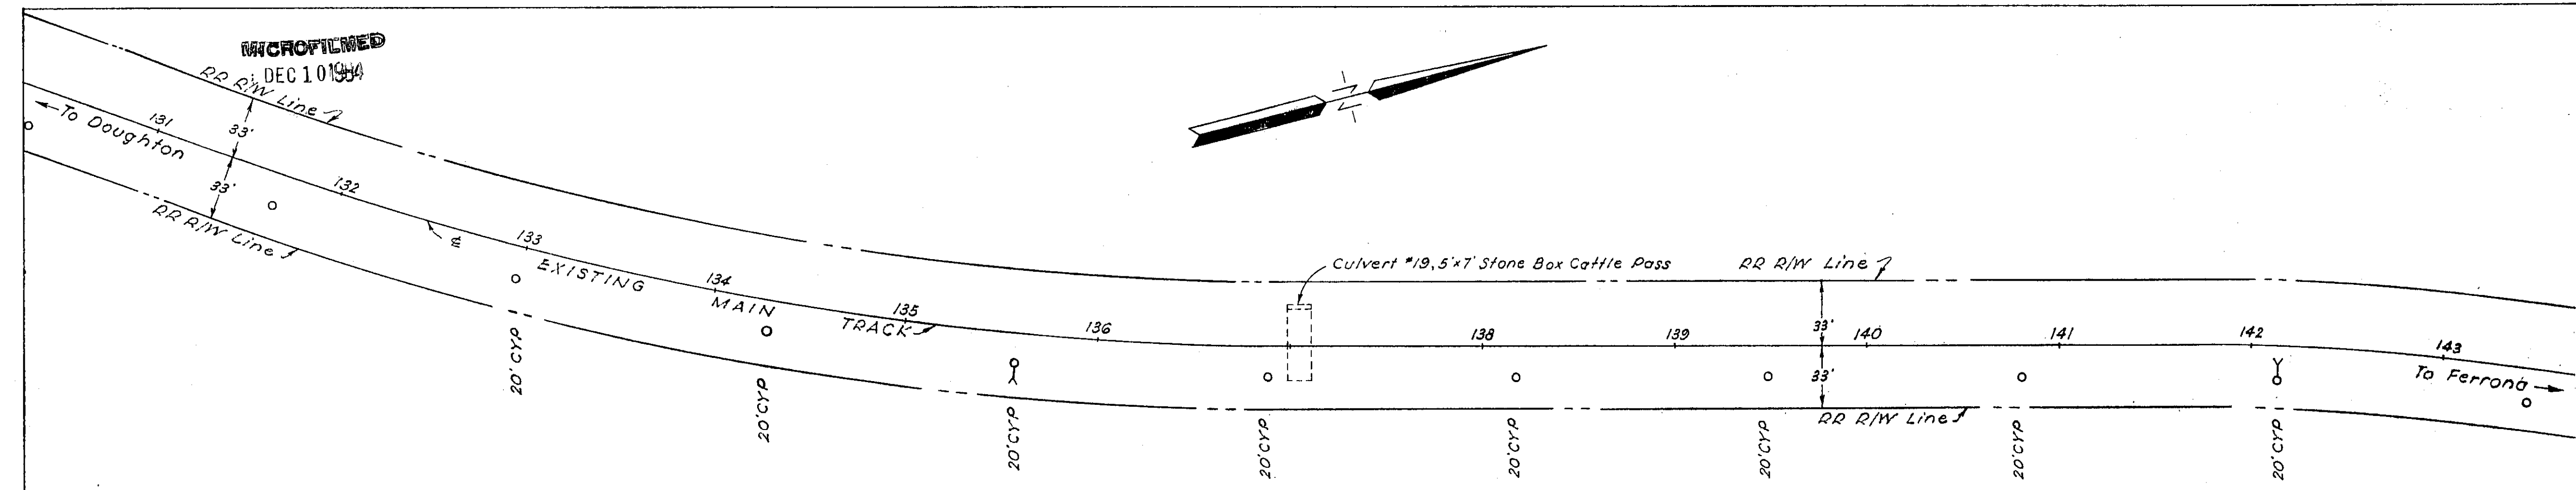 MICROFILMED
DEC 10 1984
RR R/W Line
To Doughton
131
33'
33'
132
RR R/W Line
℄
133
EXISTING
134
MAIN
135
TRACK
136
Culvert #19, 5'x7' Stone Box Cattle Pass
RR R/W Line
138
139
33'
140
141
142
143
33'
To Ferrona
RR R/W Line
20' CYP
20' CYP
20' CYP
20' CYP
20' CYP
20' CYP
20' CYP
20' CYP